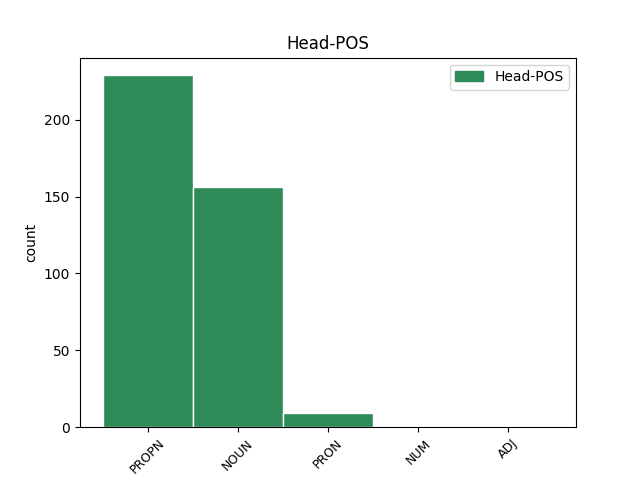 Head-POS
Head-POS
count
200
150
100
50
0
PROPN
NOUN
PRON
NUM
ADJ